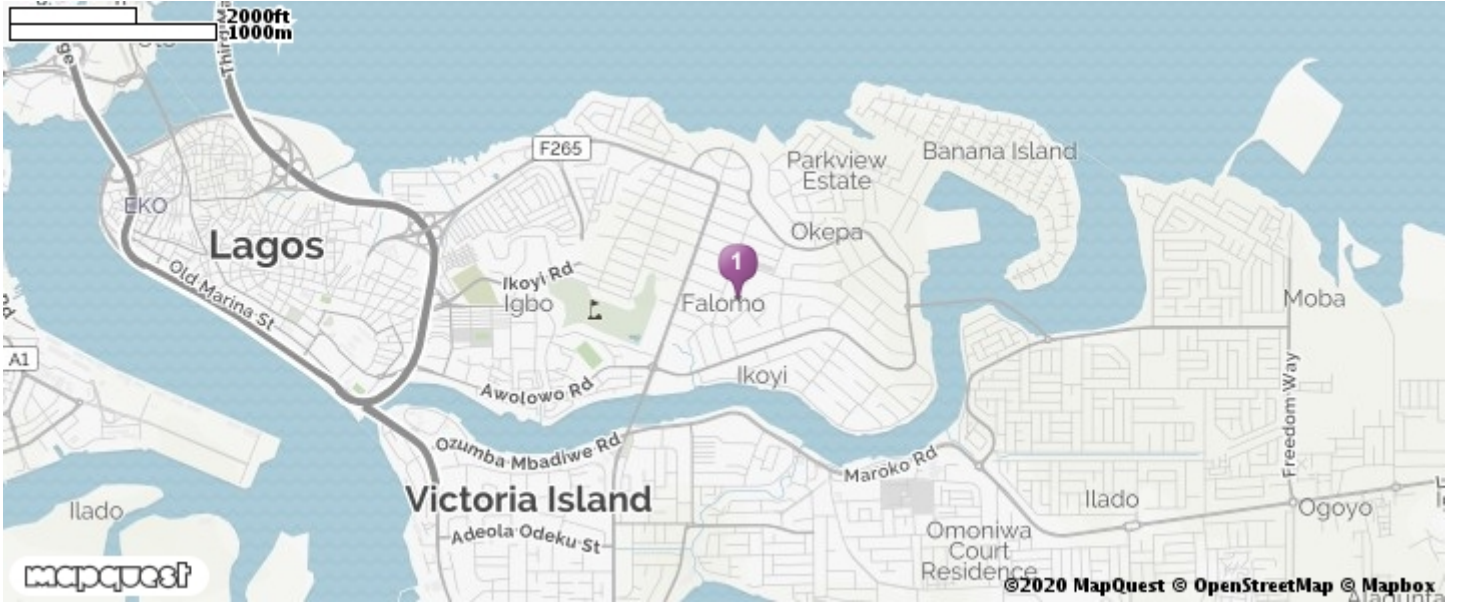 2000ft
1000m
F265
Parkview
Estate
Banana Island
EKO
Lagos
Okepa
Old Marina St
Ikoyi Rd
Igbo
1
Falomo
Moba
A1
Awolowo Rd
Ikoyi
Freedom Way
Ozumba Mbadiwe Rd
Maroko Rd
Victoria Island
Ilado
Ilado
Ogoyo
Adeola Odeku St
Omoniwa
Court
Residence
mapquest
©2020 MapQuest © OpenStreetMap © Mapbox